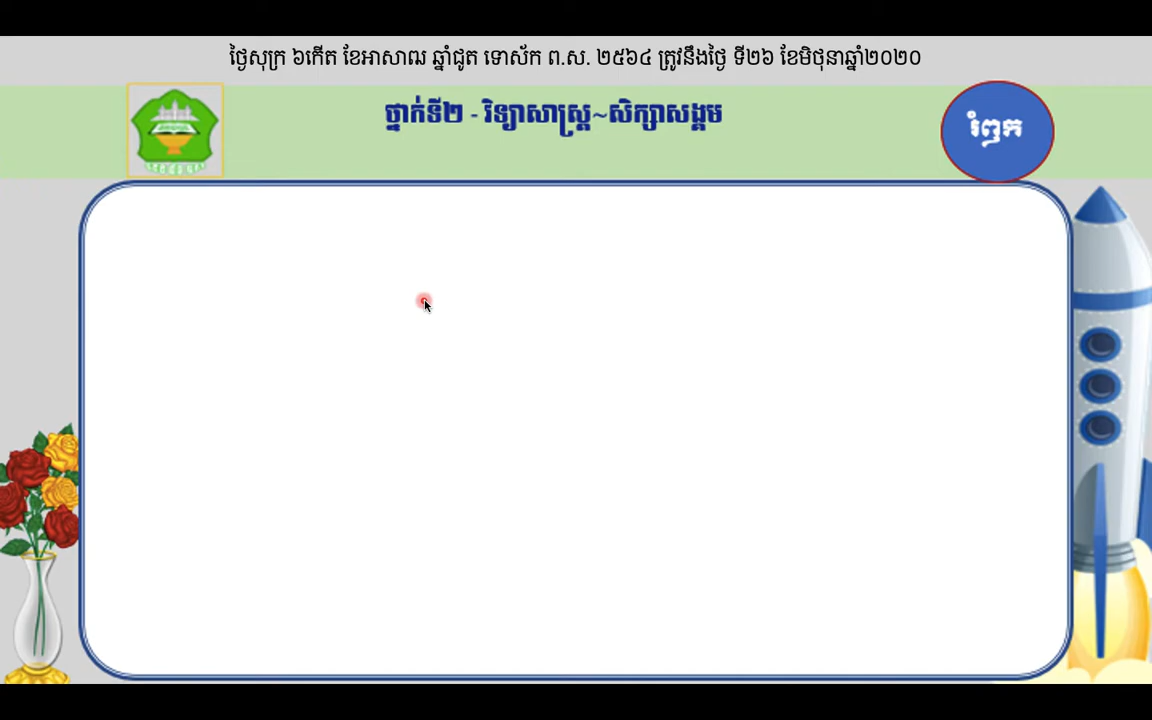 ថ្ងៃសុក្រ ៦កើត ខែអាសាឍ ឆ្នាំជូត ទោស័ក ព.ស. ២៥៦៤ ត្រូវនឹងថ្ងៃ ទី២៦ ខែមិថុនាឆ្នាំ២០២០
ថ្នាក់ទី២ - វិទ្យាសាស្ត្រ~សិក្សាសង្គម
រំឭក